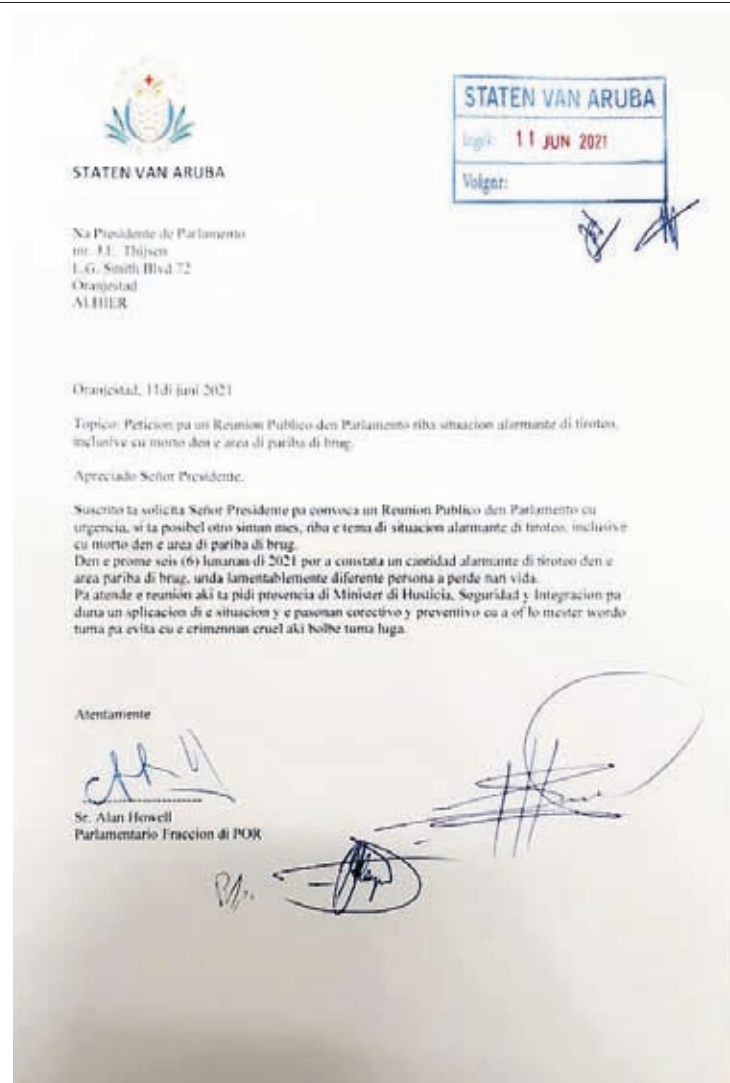 STATEN VAN ARUBA
STATEN VAN ARUBA
Ingek: 11 JUN 2021
Volgnr:
Na Presidente de Parlamento
mr. J.E. Thijsen
L.G. Smith Blvd 72
Oranjestad
ALHIER
Oranjestad, 11di juni 2021
Topico: Peticion pa un Reunion Publico den Parlamento riba situacion alarmante di tiroteo,
inclusive cu morto den e area di pariba di brug.
Apreciado Señor Presidente.
Suscrito ta solicita Señor Presidente pa convoca un Reunion Publico den Parlamento cu
urgencia, si ta posibel otro siman mes, riba e tema di situacion alarmante di tiroteo, inclusive
cu morto den e area di pariba di brug.
Den e prome seis (6) lunanan di 2021 por a constata un cantidad alarmante di tiroteo den e
area pariba di brug, unda lamentablemente diferente persona a perde nan vida.
Pa atende e reunion aki ta pidi presencia di Minister di Husticia, Seguridad y Integracion pa
duna un splicacion di e situacion y e pasonan corectivo y preventivo cu a of lo mester wordo
tuma pa evita cu e crimennan cruel aki bolbe tuma luga.
Atentamente
Sr. Alan Howell
Parlamentario Fraccion di POR